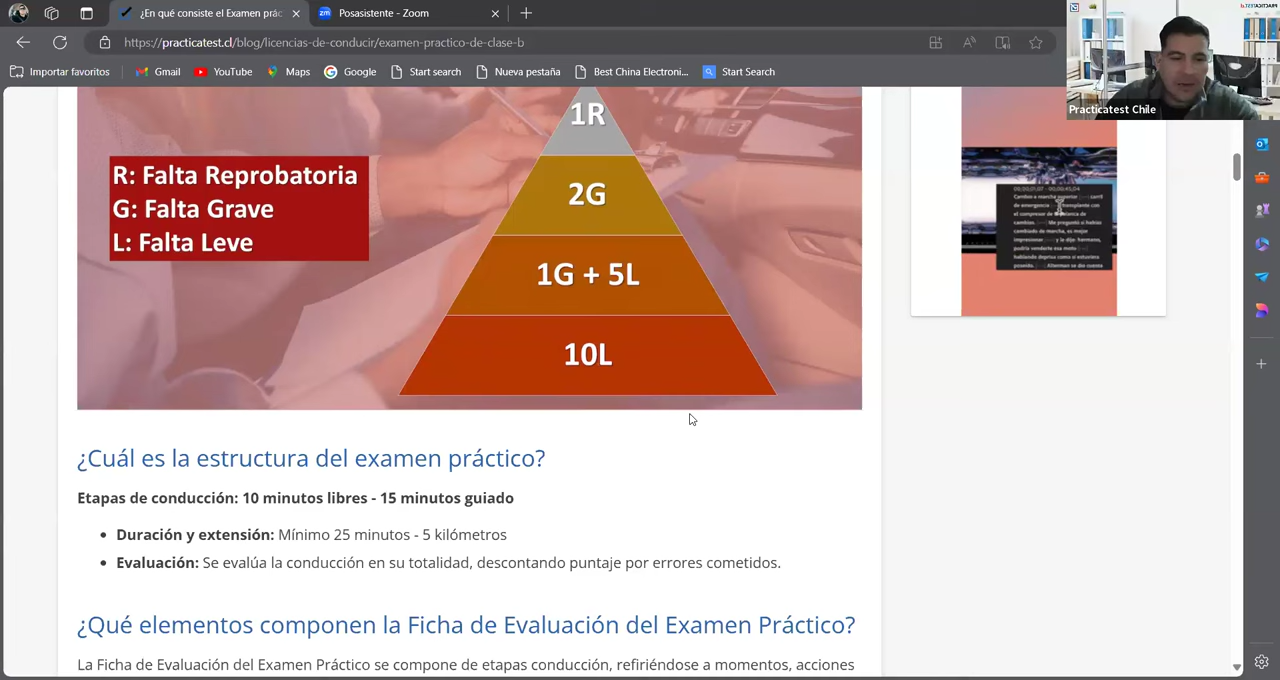 ¿En qué consiste el Examen prác
Posasistente - Zoom
https://practicatest.cl/blog/licencias-de-conducir/examen-practico-de-clase-b
Importar favoritos
Gmail
YouTube
Maps
Google
Start search
Nueva pestaña
Best China Electroni...
Start Search
Practicatest Chile
1R
2G
1G + 5L
10L
R: Falta Reprobatoria
G: Falta Grave
L: Falta Leve
¿Cuál es la estructura del examen práctico?
Etapas de conducción: 10 minutos libres - 15 minutos guiado
• Duración y extensión: Mínimo 25 minutos - 5 kilómetros
• Evaluación: Se evalúa la conducción en su totalidad, descontando puntaje por errores cometidos.
¿Qué elementos componen la Ficha de Evaluación del Examen Práctico?
La Ficha de Evaluación del Examen Práctico se compone de etapas conducción, refiriéndose a momentos, acciones